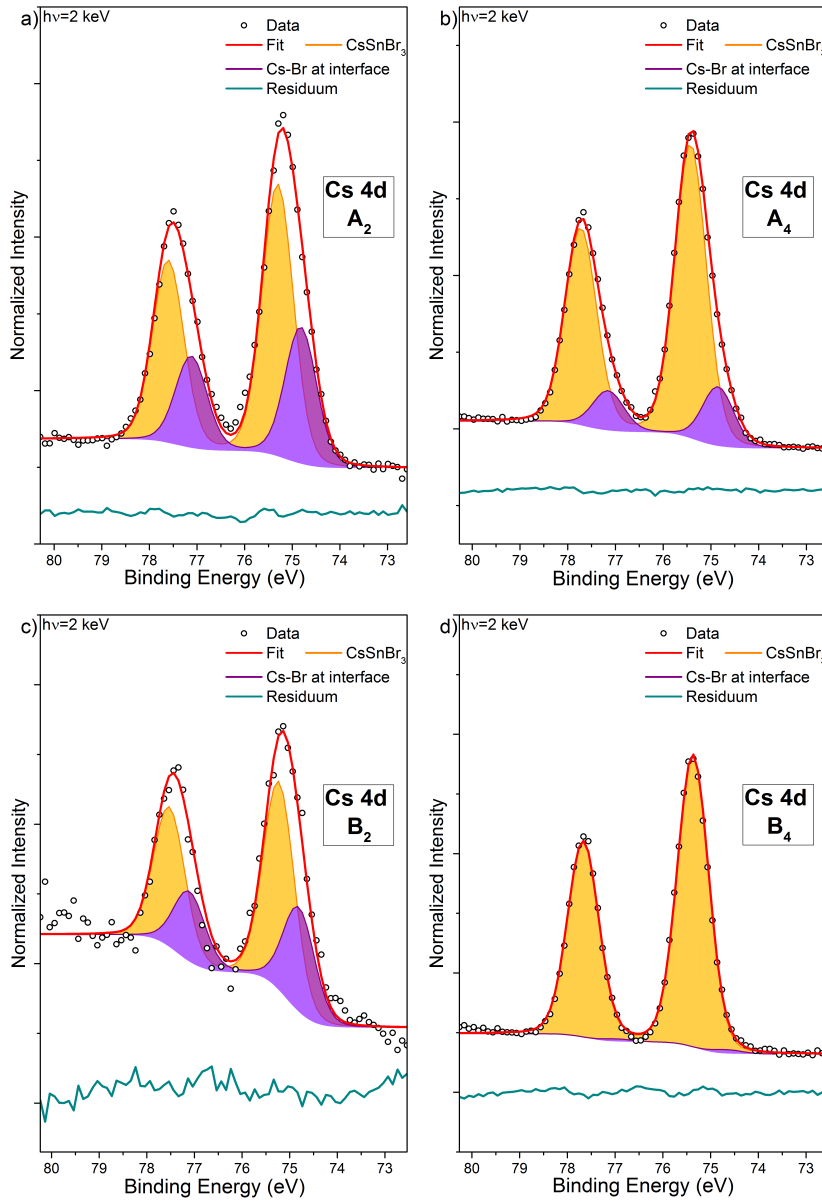 a)
hν=2 keV
Data
Fit CsSnBr3
Cs-Br at interface
Residuum
Cs 4d
A2
Normalized Intensity
80 79 78 77 76 75 74 73
Binding Energy (eV)
b)
hν=2 keV
Data
Fit CsSnBr3
Cs-Br at interface
Residuum
Cs 4d
A4
Normalized Intensity
80 79 78 77 76 75 74 73
Binding Energy (eV)
c)
hν=2 keV
Data
Fit CsSnBr3
Cs-Br at interface
Residuum
Cs 4d
B2
Normalized Intensity
80 79 78 77 76 75 74 73
Binding Energy (eV)
d)
hν=2 keV
Data
Fit CsSnBr3
Cs-Br at interface
Residuum
Cs 4d
B4
Normalized Intensity
80 79 78 77 76 75 74 73
Binding Energy (eV)